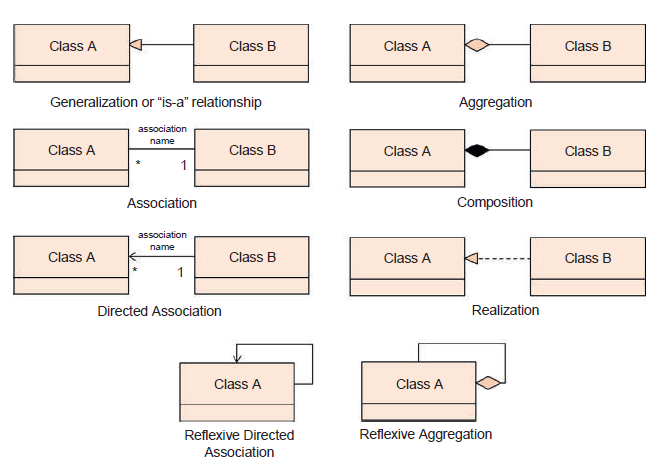 Class A
Class B
Class A
Class B
Generalization or “is-a” relationship
Aggregation
association
name
Class A
Class B
*
1
Class A
Class B
Association
Composition
association
name
Class A
Class B
*
1
Class A
Class B
Directed Association
Realization
Class A
Class A
Reflexive Directed
Association
Reflexive Aggregation